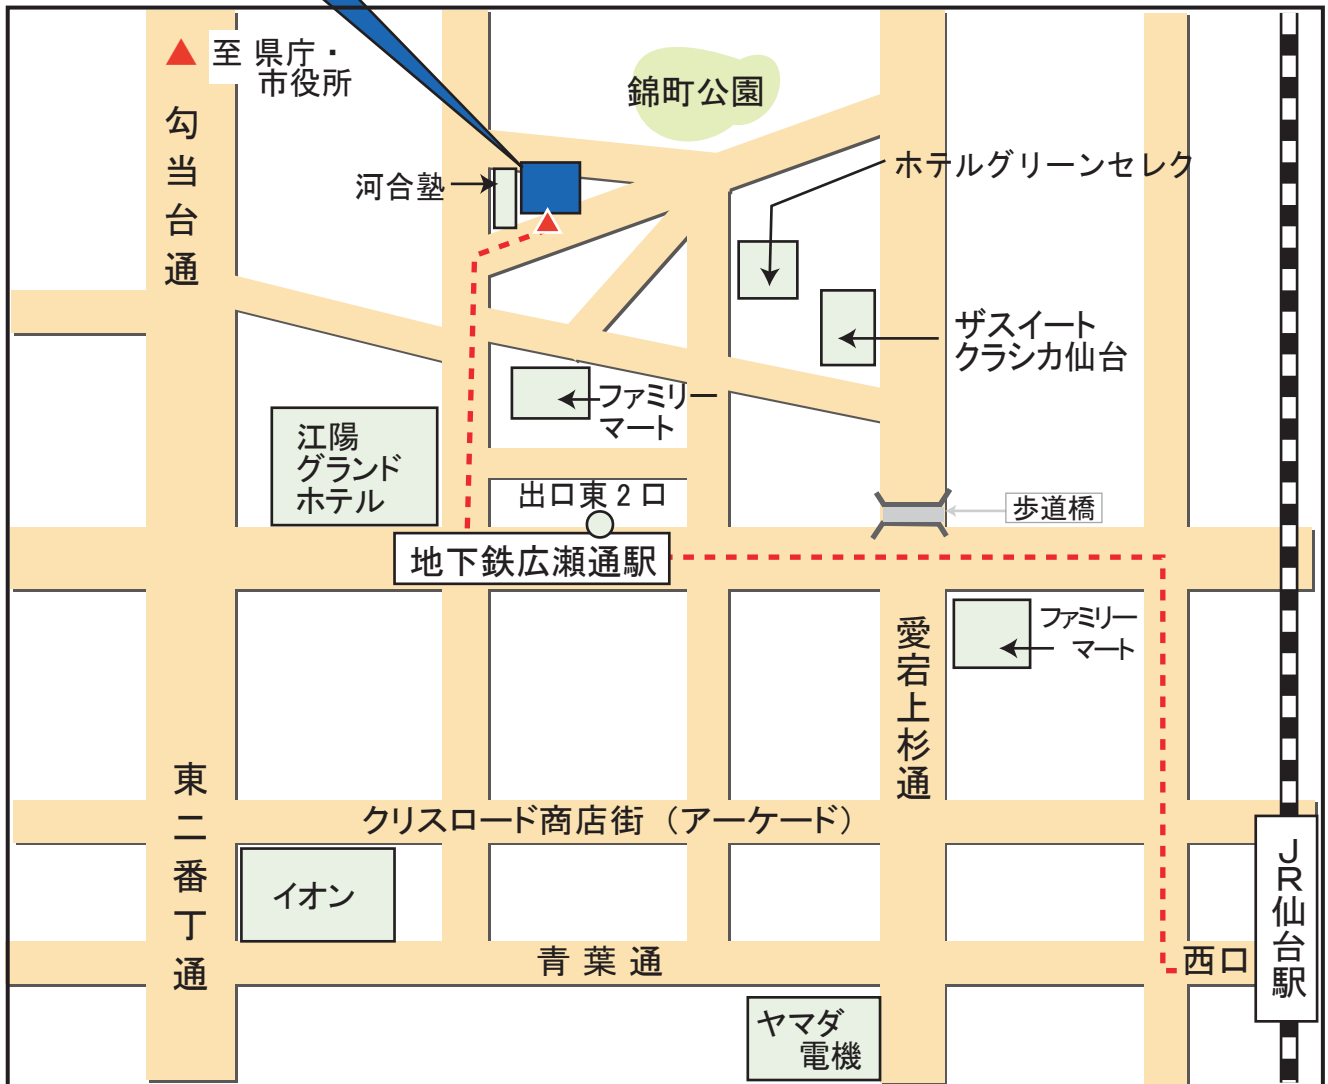 至 県庁・
市役所
勾当台通
錦町公園
河合塾
ホテルグリーンセレク
ザスイート
クラシカ仙台
ファミリー
マート
江陽
グランド
ホテル
出口東2口
歩道橋
地下鉄広瀬通駅
ファミリー
マート
愛宕上杉通
東二番丁通
クリスロード商店街（アーケード）
イオン
JR仙台駅
青葉通
西口
ヤマダ
電機